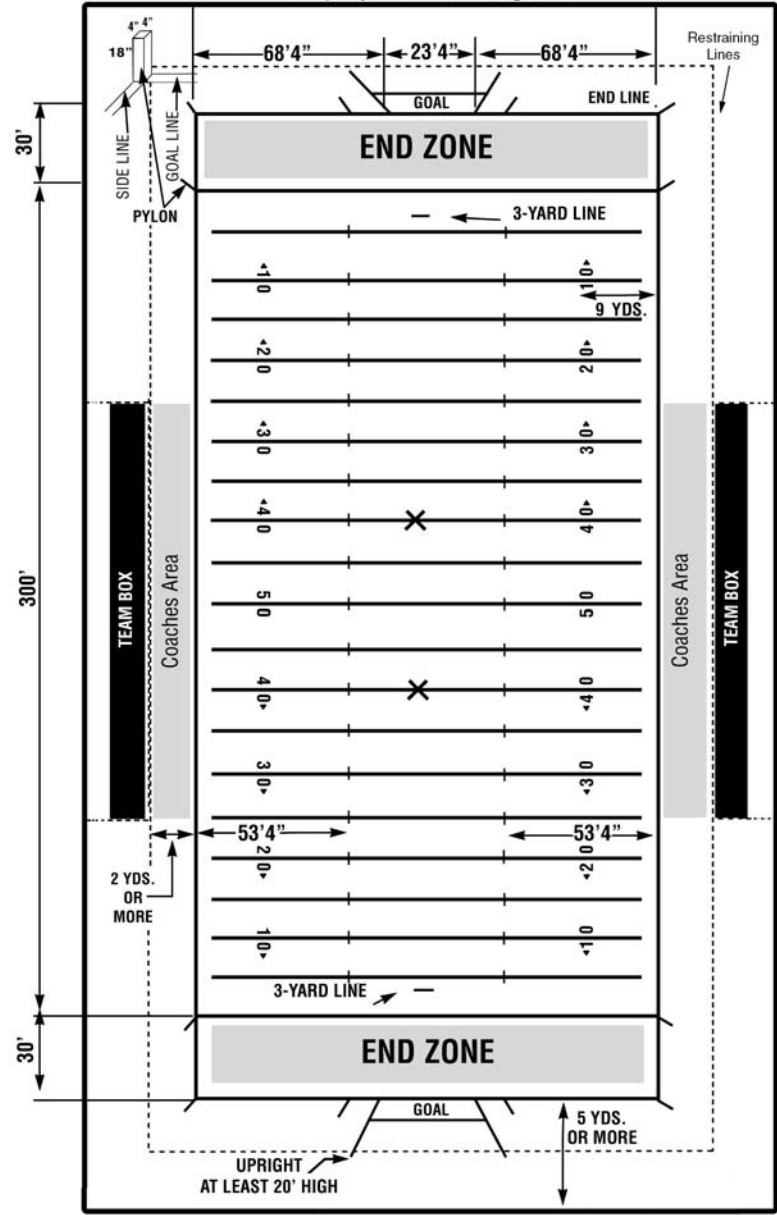 4" 4"
18"
68'4" 23'4" 68'4"
Restraining
Lines
GOAL
END LINE
30'
SIDE LINE
GOAL LINE
END ZONE
PYLON
3-YARD LINE
10 10
9 YDS.
20 20
30 30
40 40
300'
TEAM BOX
Coaches Area
50 50
Coaches Area
TEAM BOX
40 40
30 30
53'4" 53'4"
20 20
2 YDS.
OR
MORE
10 10
3-YARD LINE
30'
END ZONE
GOAL
5 YDS.
OR MORE
UPRIGHT
AT LEAST 20' HIGH